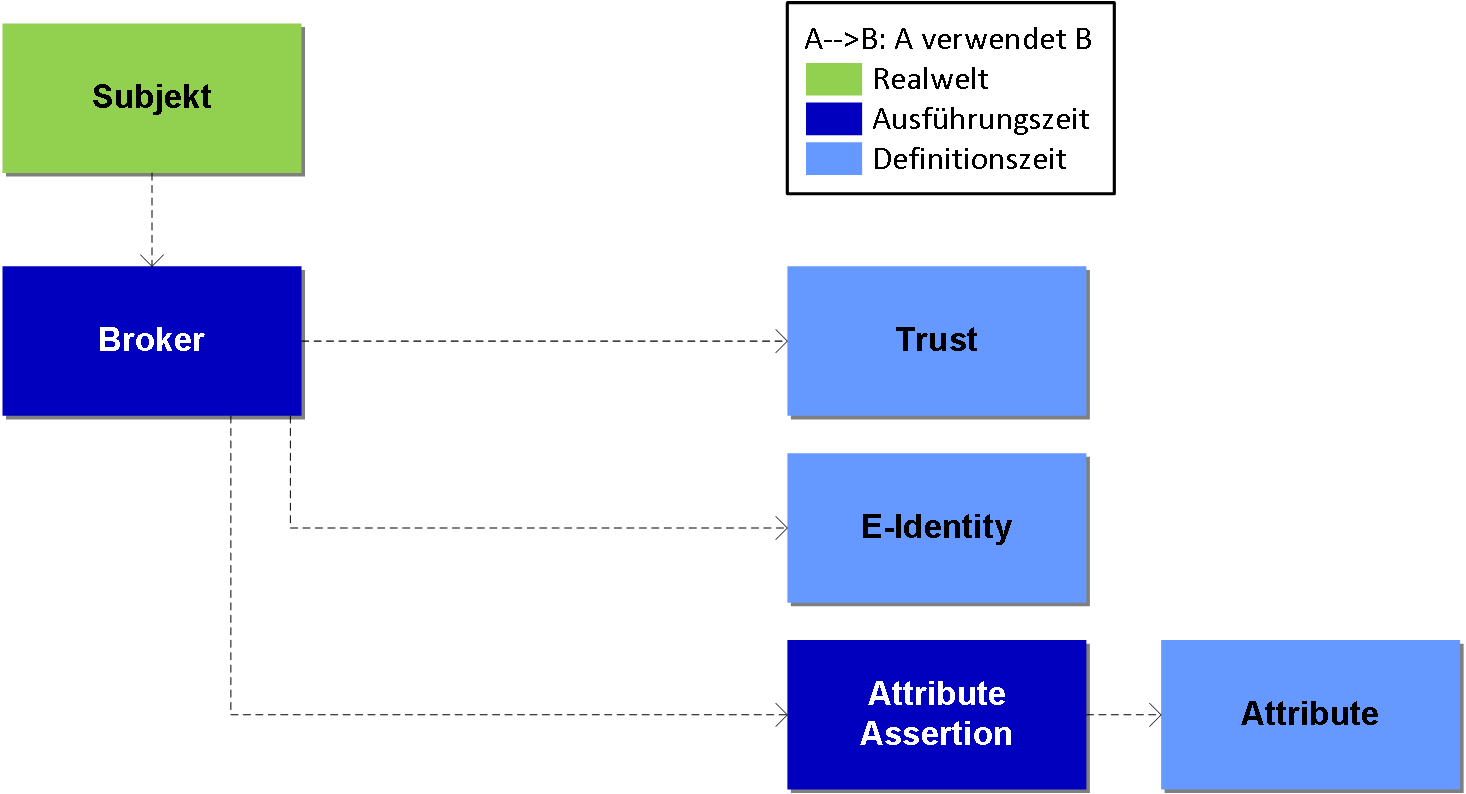 Subjekt
A-->B: A verwendet B
Realwelt
Ausführungszeit
Definitionszeit
Broker
Trust
E-Identity
Attribute
Assertion
Attribute